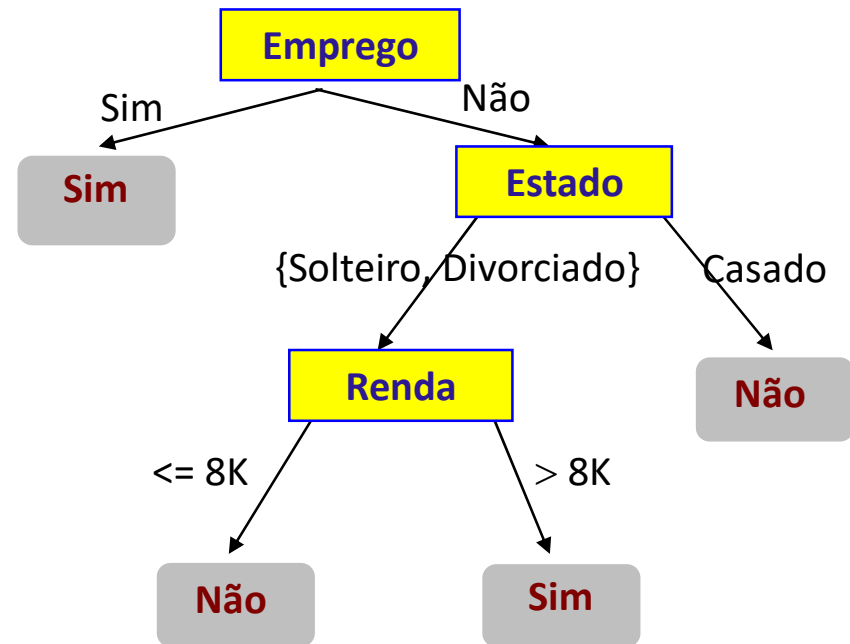 Emprego
Sim
Não
Sim
Estado
{Solteiro, Divorciado}
Casado
Renda
Não
<= 8K
> 8K
Não
Sim